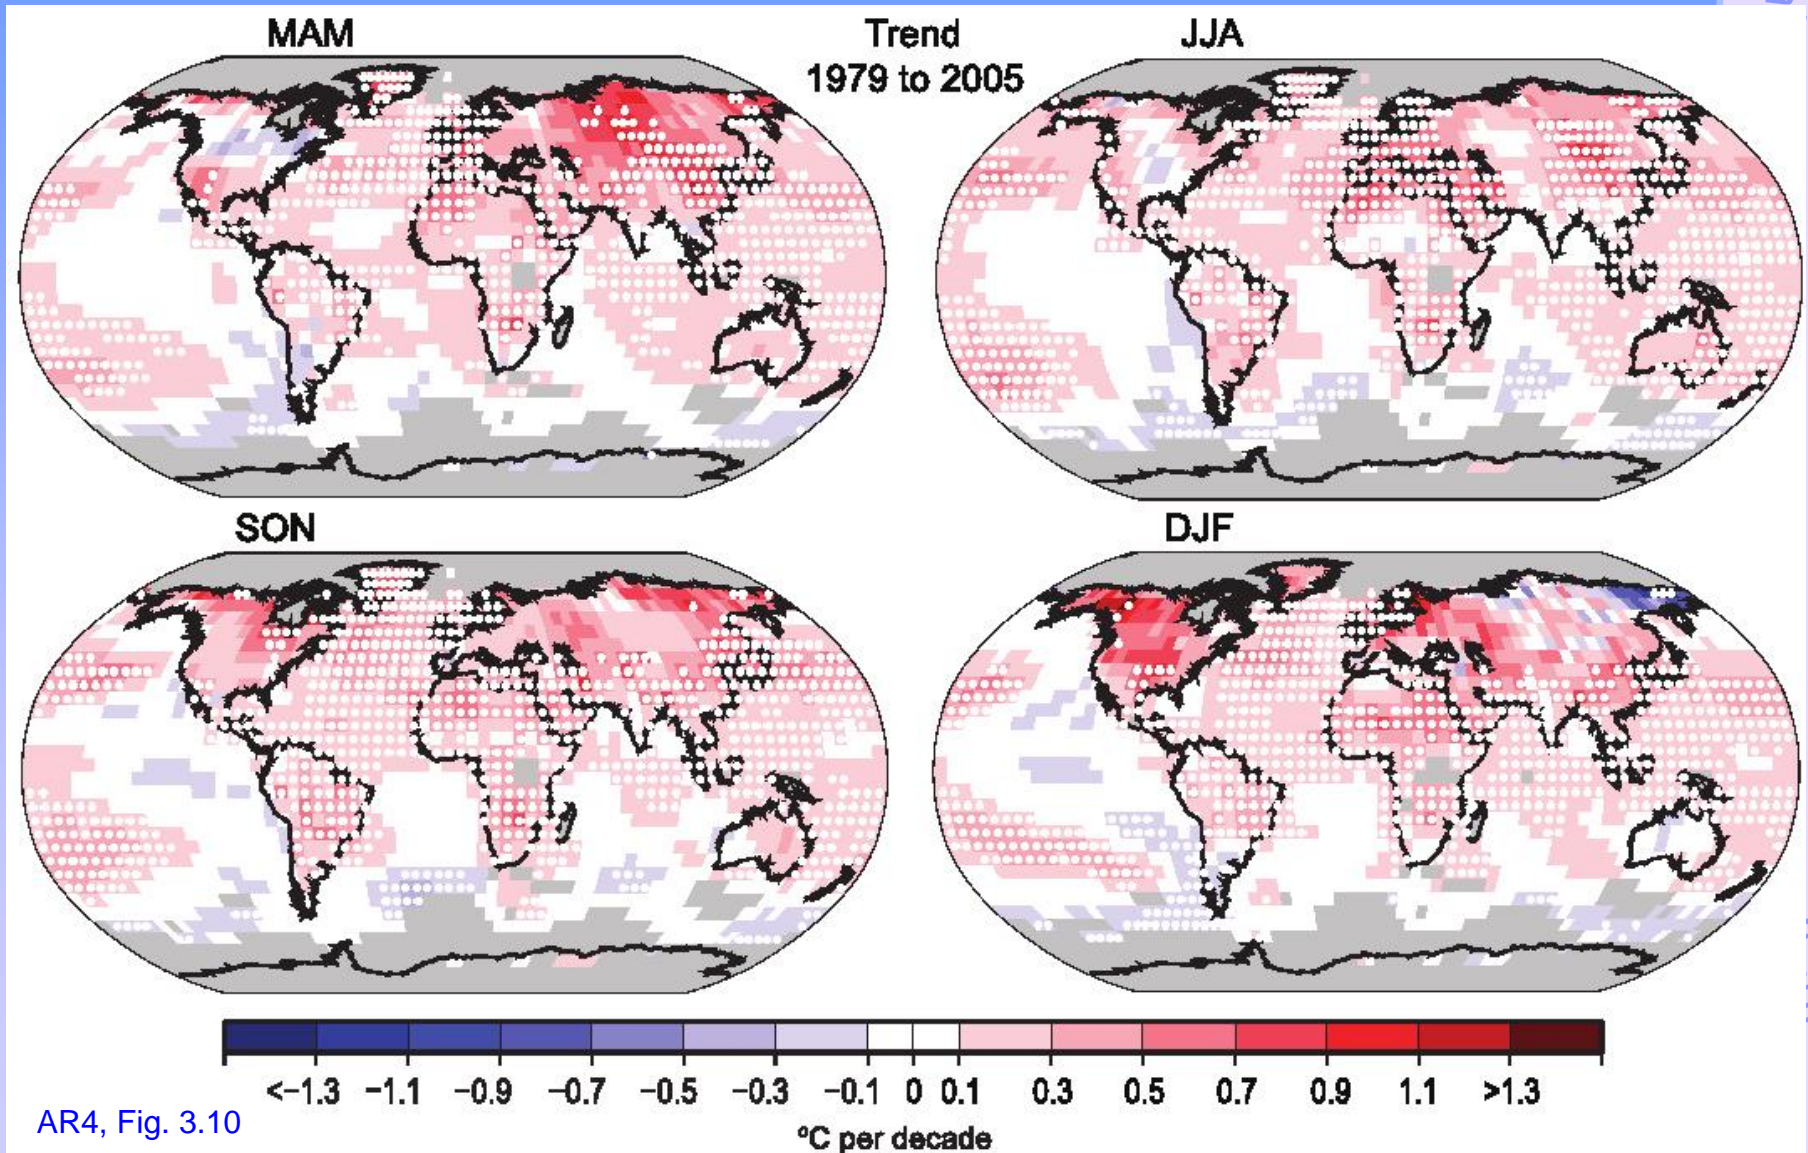 MAM
Trend
1979 to 2005
JJA
SON
DJF
<−1.3 −1.1 −0.9 −0.7 −0.5 −0.3 −0.1 0 0.1 0.3 0.5 0.7 0.9 1.1 >1.3
ºC per decade
AR4, Fig. 3.10